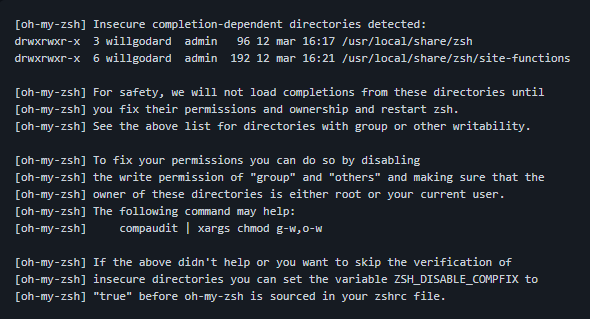 [oh-my-zsh] Insecure completion-dependent directories detected:
drwxrwxr-x  3 willgodard  admin   96 12 mar 16:17 /usr/local/share/zsh
drwxrwxr-x  6 willgodard  admin  192 12 mar 16:21 /usr/local/share/zsh/site-functions
[oh-my-zsh] For safety, we will not load completions from these directories until
[oh-my-zsh] you fix their permissions and ownership and restart zsh.
[oh-my-zsh] See the above list for directories with group or other writability.
[oh-my-zsh] To fix your permissions you can do so by disabling
[oh-my-zsh] the write permission of "group" and "others" and making sure that the
[oh-my-zsh] owner of these directories is either root or your current user.
[oh-my-zsh] The following command may help:
[oh-my-zsh]     compaudit | xargs chmod g-w,o-w
[oh-my-zsh] If the above didn't help or you want to skip the verification of
[oh-my-zsh] insecure directories you can set the variable ZSH_DISABLE_COMPFIX to
[oh-my-zsh] "true" before oh-my-zsh is sourced in your zshrc file.